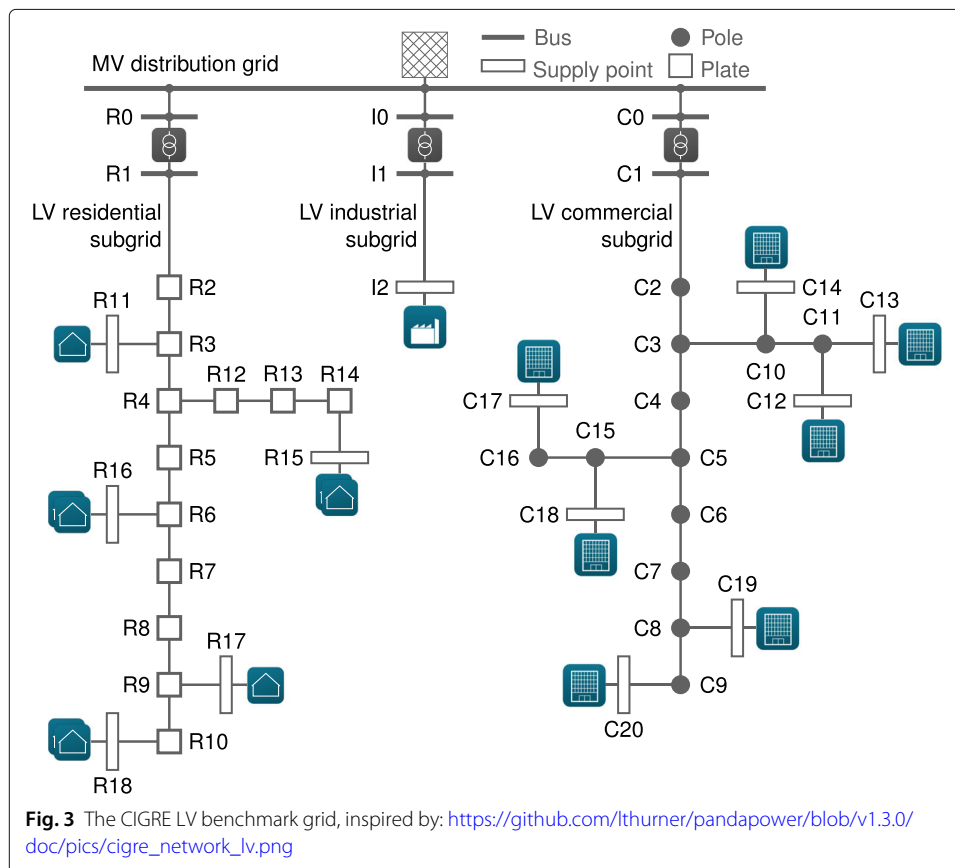 Bus
Pole
MV distribution grid
Supply point
Plate
R0
I0
C0
R1
I1
C1
LV residential
subgrid
LV industrial
subgrid
LV commercial
subgrid
R2
I2
C2
C14
R11
C13
C11
R3
C3
C10
R12
R13
R14
R4
C17
C4
C12
C15
R5
R15
C16
C5
R16
R6
C18
C6
R7
C7
C19
R8
R17
C8
R9
C9
R10
C20
R18
Fig. 3 The CIGRE LV benchmark grid, inspired by: https://github.com/lthurner/pandapower/blob/v1.3.0/
doc/pics/cigre_network_lv.png